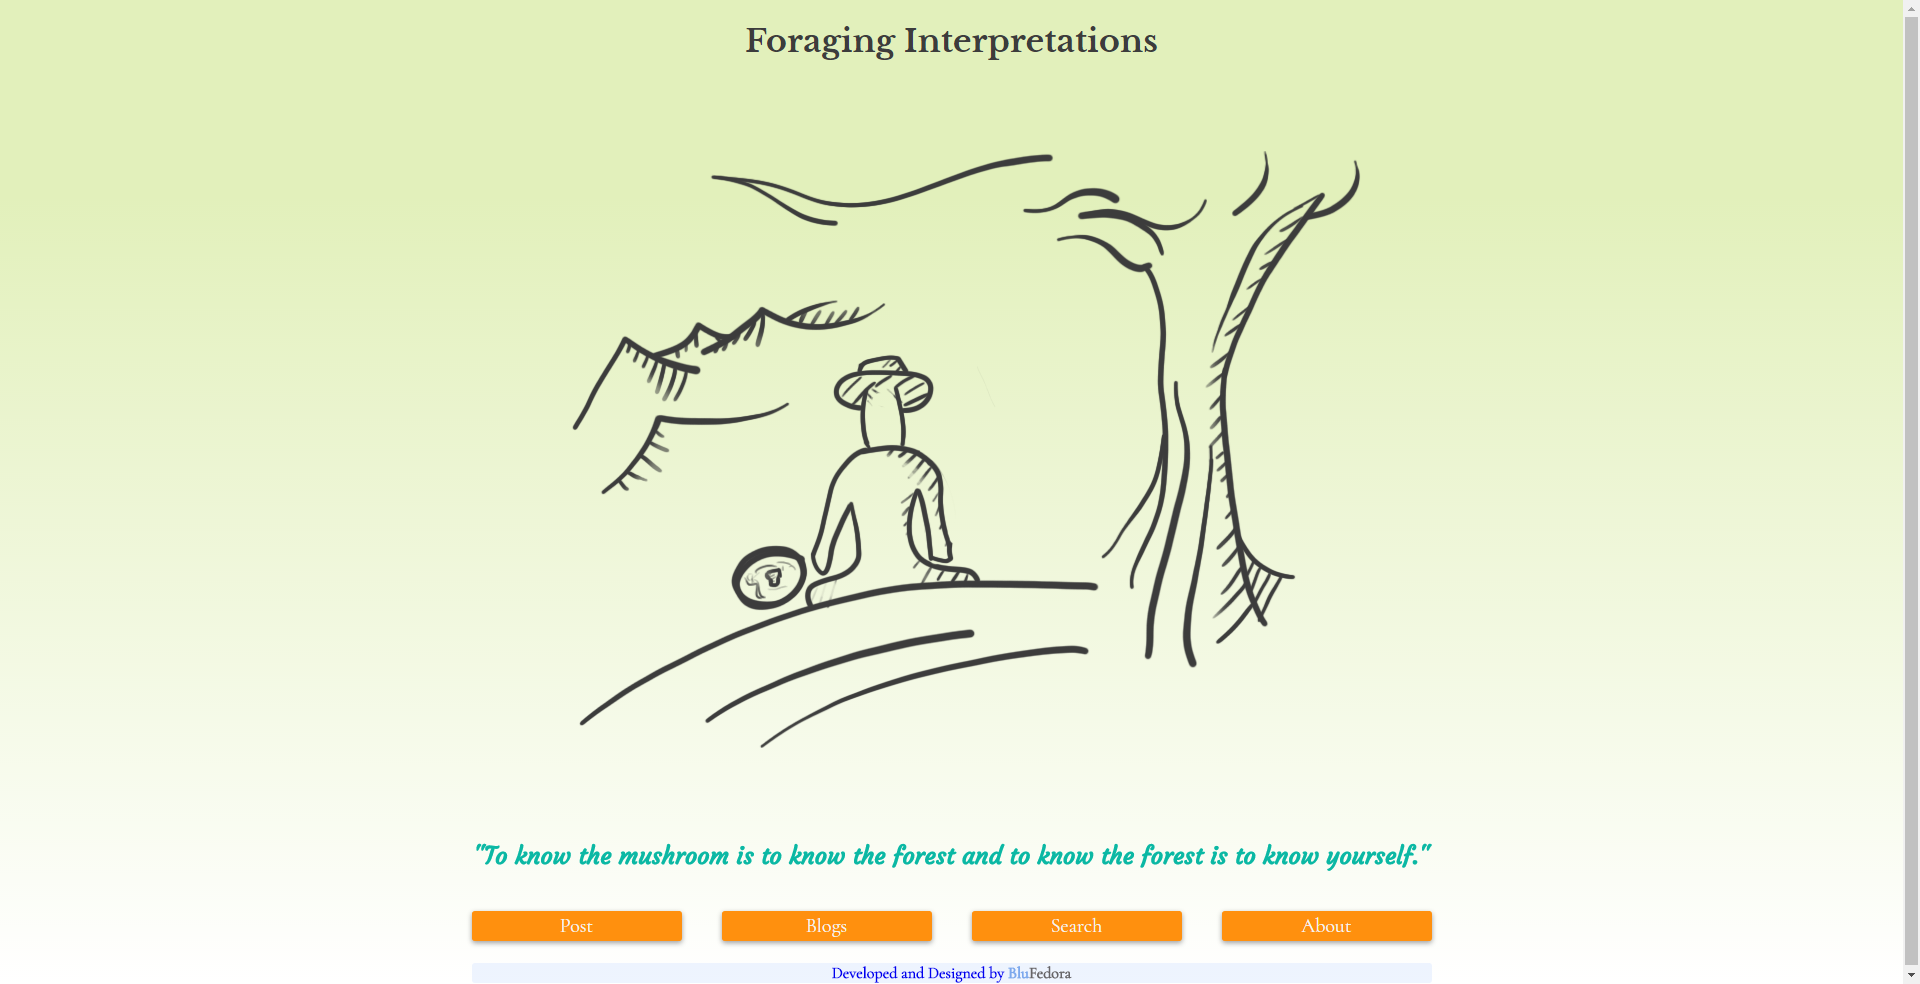 Foraging Interpretations
"To know the mushroom is to know the forest and to know the forest is to know yourself."
Post
Blogs
Search
About
Developed and Designed by BluFedora